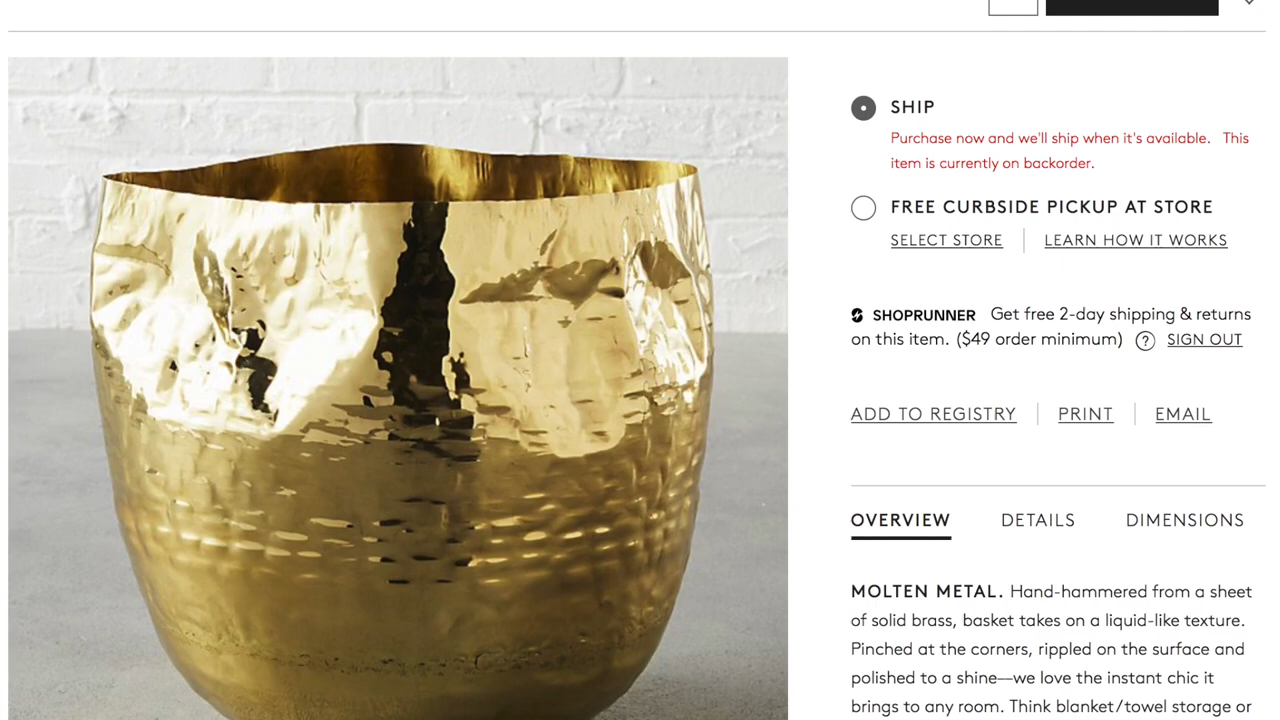 SHIP
Purchase now and we'll ship when it's available. This
item is currently on backorder.
FREE CURBSIDE PICKUP AT STORE
SELECT STORE | LEARN HOW IT WORKS
SHOPRUNNER Get free 2-day shipping & returns
on this item. ($49 order minimum) ? SIGN OUT
ADD TO REGISTRY | PRINT | EMAIL
OVERVIEW DETAILS DIMENSIONS
MOLTEN METAL. Hand-hammered from a sheet
of solid brass, basket takes on a liquid-like texture.
Pinched at the corners, rippled on the surface and
polished to a shine—we love the instant chic it
brings to any room. Think blanket/towel storage or